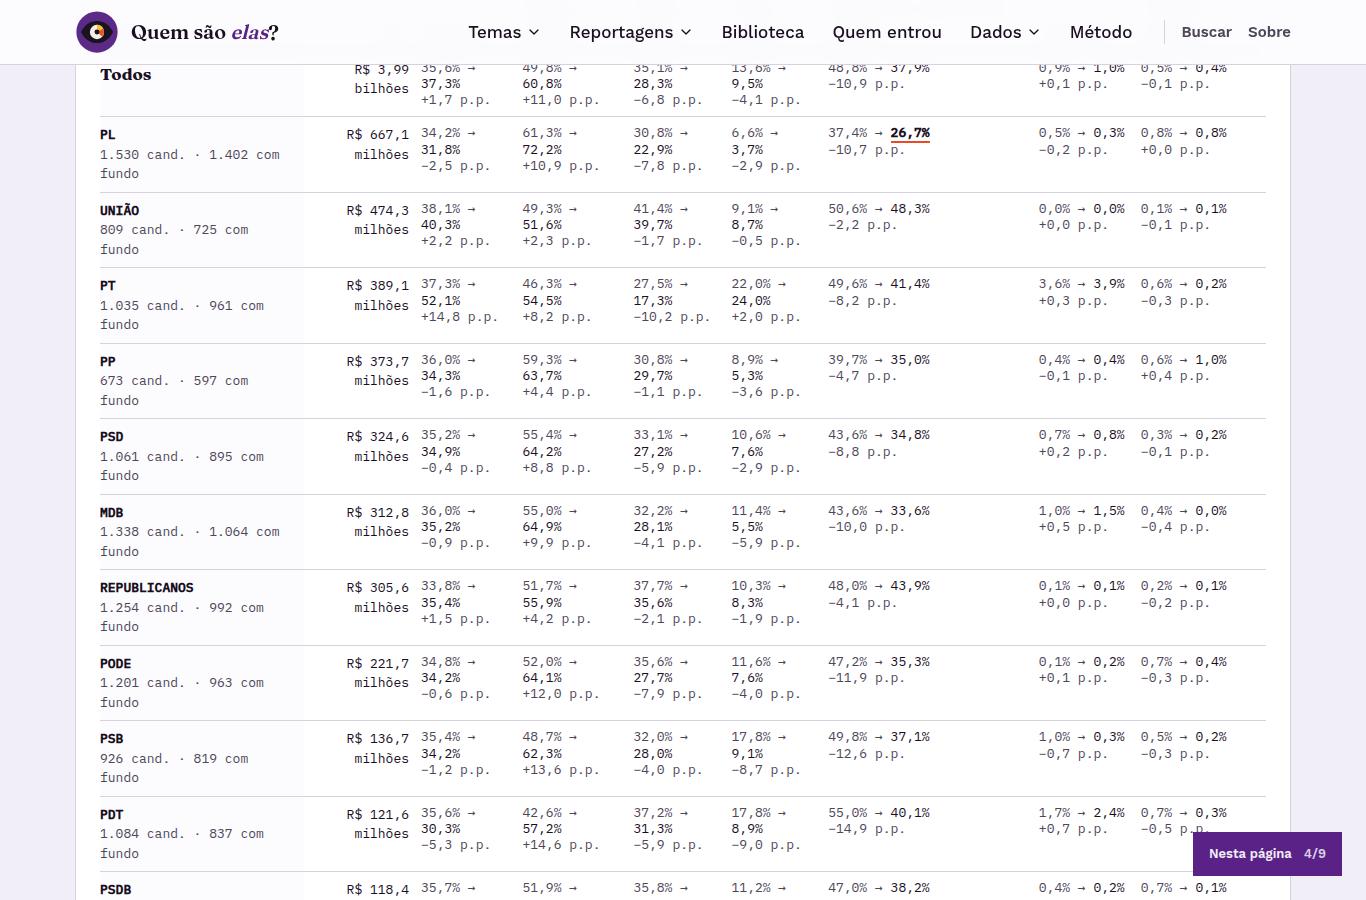 Quem são elas?
Temas Reportagens Biblioteca Quem entrou Dados Método Buscar Sobre
Todos R$ 3,99 35,6% → 49,8% → 35,1% → 13,6% → 48,8% → 37,9% 0,9% → 1,0% 0,5% → 0,4%
bilhões 37,3% 60,8% 28,3% 9,5% −10,9 p.p. +0,1 p.p. −0,1 p.p.
+1,7 p.p. +11,0 p.p. −6,8 p.p. −4,1 p.p.
PL R$ 667,1 34,2% → 61,3% → 30,8% → 6,6% → 37,4% → 26,7% 0,5% → 0,3% 0,8% → 0,8%
1.530 cand. · 1.402 com milhões 31,8% 72,2% 22,9% 3,7% −10,7 p.p. −0,2 p.p. +0,0 p.p.
fundo −2,5 p.p. +10,9 p.p. −7,8 p.p. −2,9 p.p.
UNIÃO R$ 474,3 38,1% → 49,3% → 41,4% → 9,1% → 50,6% → 48,3% 0,0% → 0,0% 0,1% → 0,1%
809 cand. · 725 com milhões 40,3% 51,6% 39,7% 8,7% −2,2 p.p. +0,0 p.p. −0,1 p.p.
fundo +2,2 p.p. +2,3 p.p. −1,7 p.p. −0,5 p.p.
PT R$ 389,1 37,3% → 46,3% → 27,5% → 22,0% → 49,6% → 41,4% 3,6% → 3,9% 0,6% → 0,2%
1.035 cand. · 961 com milhões 52,1% 54,5% 17,3% 24,0% −8,2 p.p. +0,3 p.p. −0,3 p.p.
fundo +14,8 p.p. +8,2 p.p. −10,2 p.p. +2,0 p.p.
PP R$ 373,7 36,0% → 59,3% → 30,8% → 8,9% → 39,7% → 35,0% 0,4% → 0,4% 0,6% → 1,0%
673 cand. · 597 com milhões 34,3% 63,7% 29,7% 5,3% −4,7 p.p. −0,1 p.p. +0,4 p.p.
fundo −1,6 p.p. +4,4 p.p. −1,1 p.p. −3,6 p.p.
PSD R$ 324,6 35,2% → 55,4% → 33,1% → 10,6% → 43,6% → 34,8% 0,7% → 0,8% 0,3% → 0,2%
1.061 cand. · 895 com milhões 34,9% 64,2% 27,2% 7,6% −8,8 p.p. +0,2 p.p. −0,1 p.p.
fundo −0,4 p.p. +8,8 p.p. −5,9 p.p. −2,9 p.p.
MDB R$ 312,8 36,0% → 55,0% → 32,2% → 11,4% → 43,6% → 33,6% 1,0% → 1,5% 0,4% → 0,0%
1.338 cand. · 1.064 com milhões 35,2% 64,9% 28,1% 5,5% −10,0 p.p. +0,5 p.p. −0,4 p.p.
fundo −0,9 p.p. +9,9 p.p. −4,1 p.p. −5,9 p.p.
REPUBLICANOS R$ 305,6 33,8% → 51,7% → 37,7% → 10,3% → 48,0% → 43,9% 0,1% → 0,1% 0,2% → 0,1%
1.254 cand. · 992 com milhões 35,4% 55,9% 35,6% 8,3% −4,1 p.p. +0,0 p.p. −0,2 p.p.
fundo +1,5 p.p. +4,2 p.p. −2,1 p.p. −1,9 p.p.
PODE R$ 221,7 34,8% → 52,0% → 35,6% → 11,6% → 47,2% → 35,3% 0,1% → 0,2% 0,7% → 0,4%
1.201 cand. · 963 com milhões 34,2% 64,1% 27,7% 7,6% −11,9 p.p. +0,1 p.p. −0,3 p.p.
fundo −0,6 p.p. +12,0 p.p. −7,9 p.p. −4,0 p.p.
PSB R$ 136,7 35,4% → 48,7% → 32,0% → 17,8% → 49,8% → 37,1% 1,0% → 0,3% 0,5% → 0,2%
926 cand. · 819 com milhões 34,2% 62,3% 28,0% 9,1% −12,6 p.p. −0,7 p.p. −0,3 p.p.
fundo −1,2 p.p. +13,6 p.p. −4,0 p.p. −8,7 p.p.
PDT R$ 121,6 35,6% → 42,6% → 37,2% → 17,8% → 55,0% → 40,1% 1,7% → 2,4% 0,7% → 0,3%
1.084 cand. · 837 com milhões 30,3% 57,2% 31,3% 8,9% −14,9 p.p. +0,7 p.p. −0,5 p.p.
fundo −5,3 p.p. +14,6 p.p. −5,9 p.p. −9,0 p.p.
Nesta página 4/9
PSDB R$ 118,4 35,7% → 51,9% → 35,8% → 11,2% → 47,0% → 38,2% 0,4% → 0,2% 0,7% → 0,1%